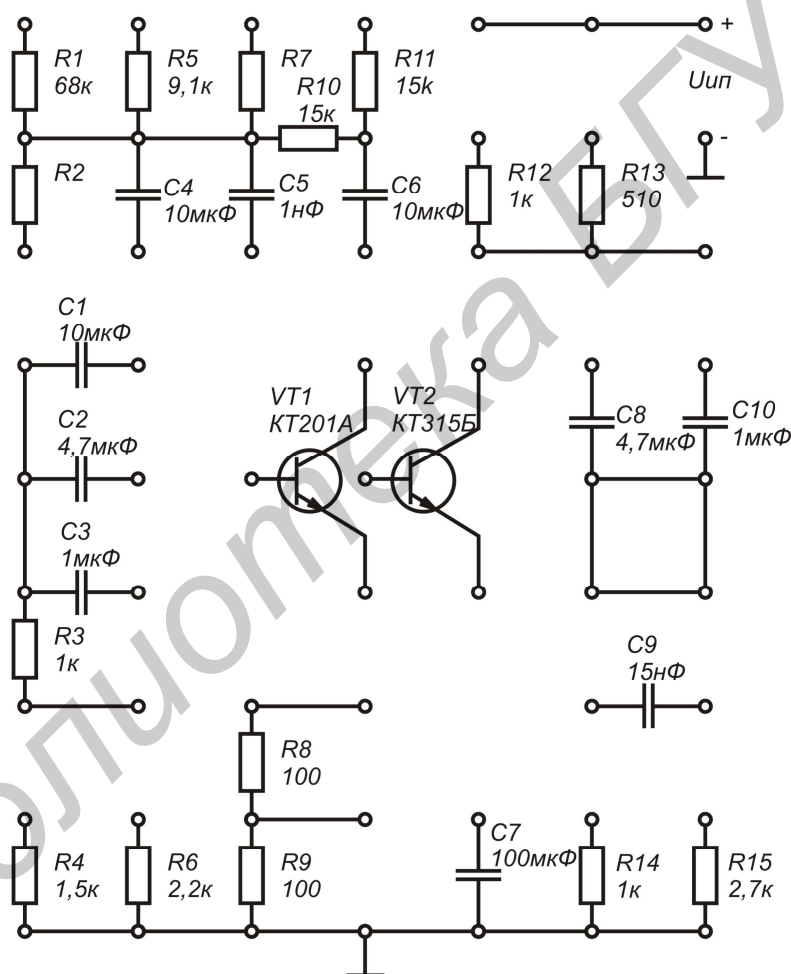 R1
68к
R5
9,1к
R7
R10
15к
R11
15k
+
Uип
R2
C4
10мкФ
C5
1нФ
C6
10мкФ
R12
1к
R13
510
-
C1
10мкФ
C2
4,7мкФ
C3
1мкФ
R3
1к
VT1
КТ201А
VT2
КТ315Б
C8
4,7мкФ
C10
1мкФ
C9
15нФ
R8
100
R4
1,5к
R6
2,2к
R9
100
C7
100мкФ
R14
1к
R15
2,7к
блиотека БГУ